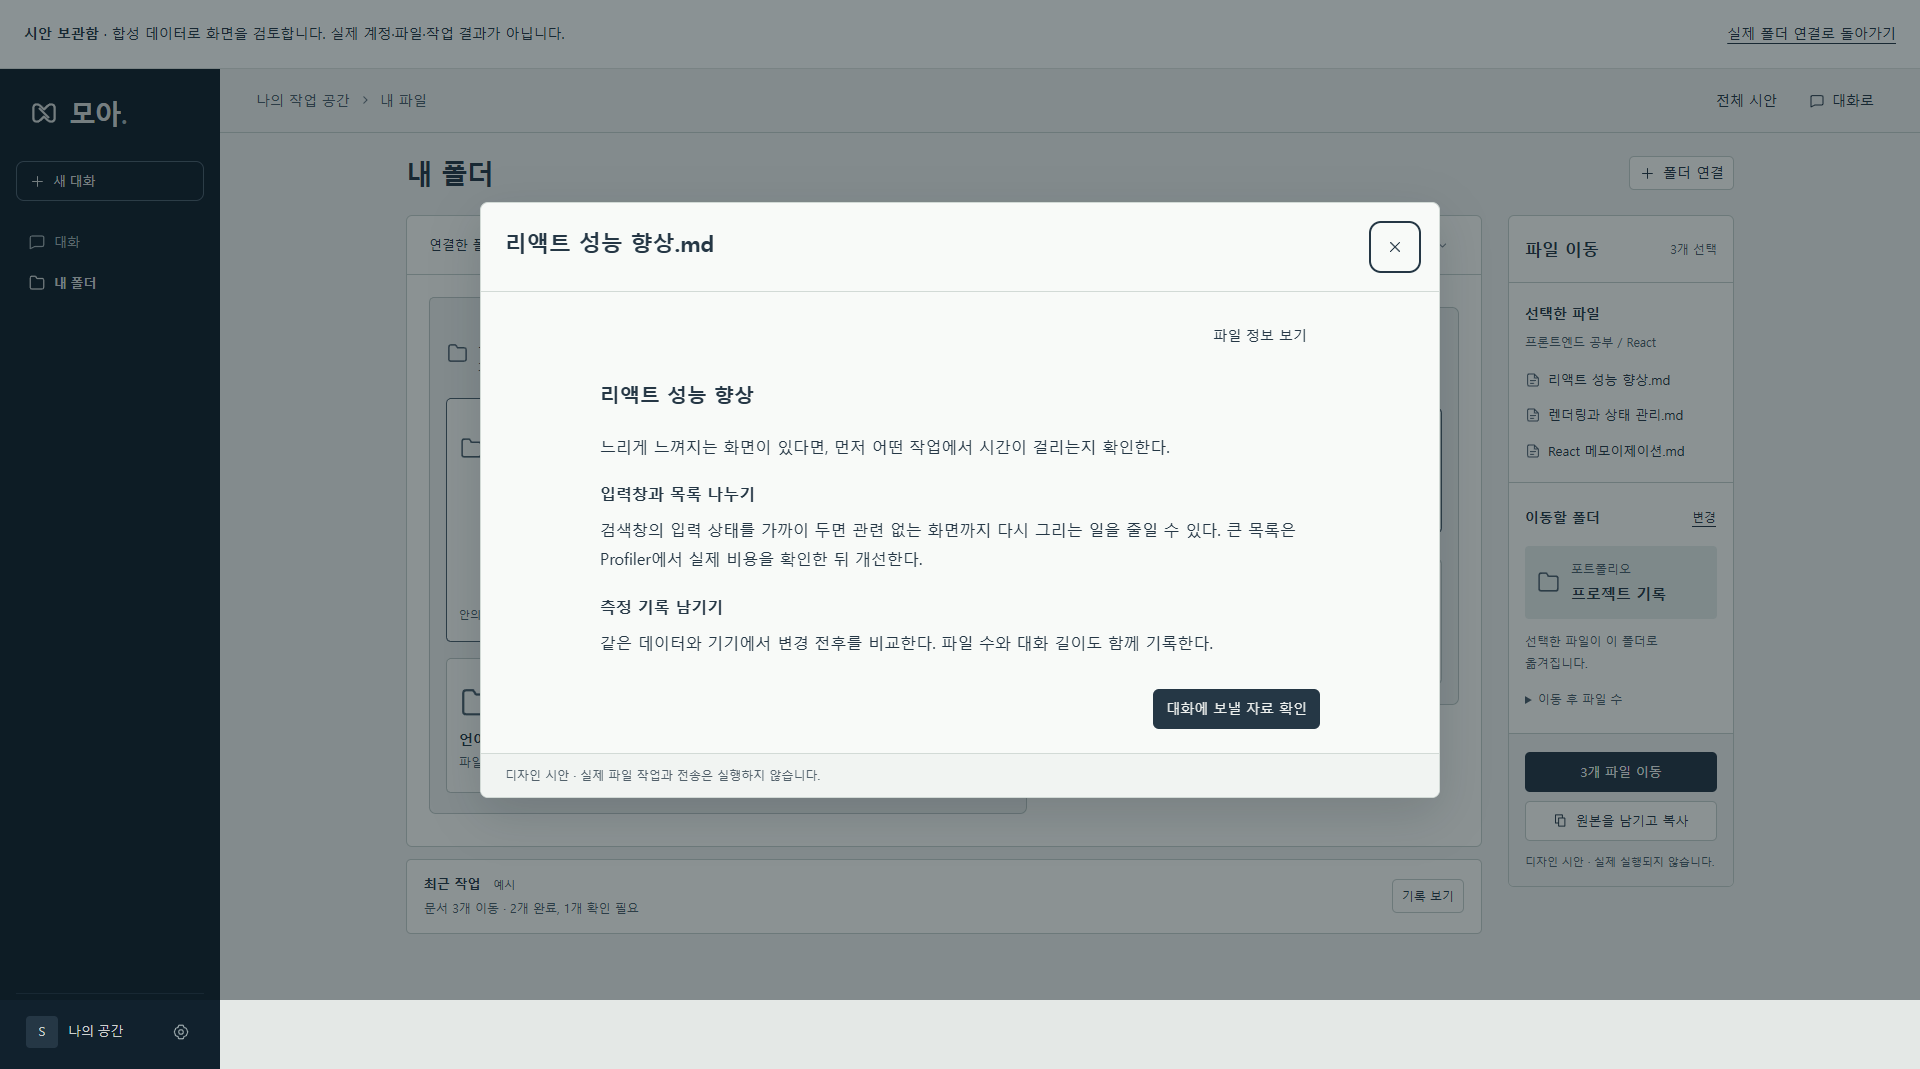 시안 보관함 · 합성 데이터로 화면을 검토합니다. 실제 계정·파일·작업 결과가 아닙니다.
실제 폴더 연결로 돌아가기
모아.
새 대화
대화
내 폴더
S 나의 공간
나의 작업 공간 > 내 파일
전체 시안
대화로
내 폴더
폴더 연결
연결한
안의
파일
리액트 성능 향상.md
파일 정보 보기
리액트 성능 향상
느리게 느껴지는 화면이 있다면, 먼저 어떤 작업에서 시간이 걸리는지 확인한다.
입력창과 목록 나누기
검색창의 입력 상태를 가까이 두면 관련 없는 화면까지 다시 그리는 일을 줄일 수 있다. 큰 목록은
Profiler에서 실제 비용을 확인한 뒤 개선한다.
측정 기록 남기기
같은 데이터와 기기에서 변경 전후를 비교한다. 파일 수와 대화 길이도 함께 기록한다.
대화에 보낼 자료 확인
디자인 시안 · 실제 파일 작업과 전송은 실행하지 않습니다.
최근 작업 예시
문서 3개 이동 · 2개 완료, 1개 확인 필요
기록 보기
파일 이동
3개 선택
선택한 파일
프론트엔드 공부 / React
리액트 성능 향상.md
렌더링과 상태 관리.md
React 메모이제이션.md
이동할 폴더
변경
포트폴리오
프로젝트 기록
선택한 파일이 이 폴더로
옮겨집니다.
이동 후 파일 수
3개 파일 이동
원본을 남기고 복사
디자인 시안 · 실제 실행되지 않습니다.